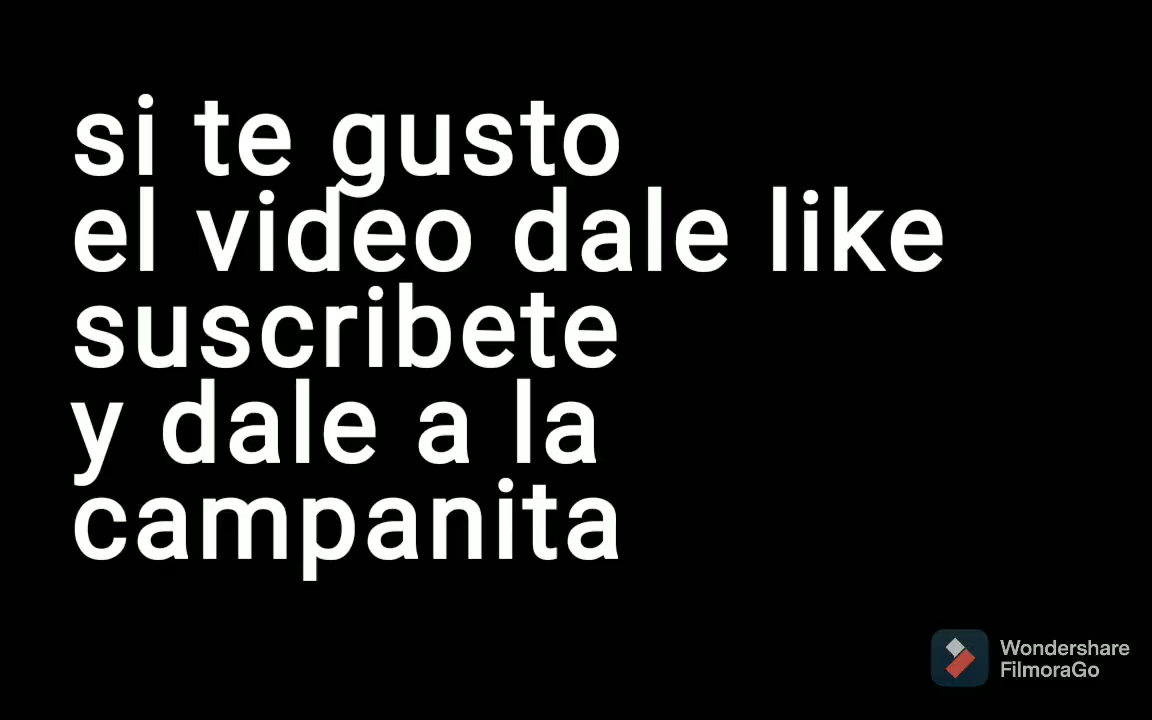 si te gusto
el video dale like
suscribete
y dale a la
campanita
Wondershare
FilmoraGo